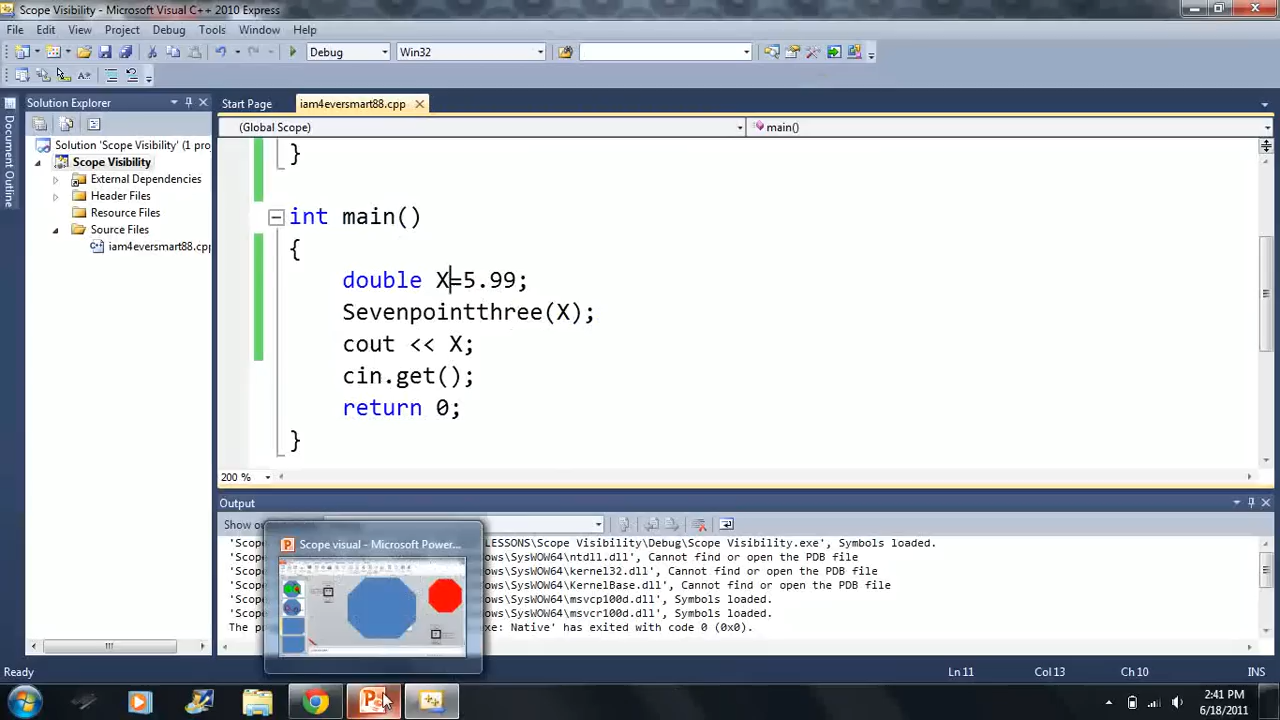 Scope Visibility - Microsoft Visual C++ 2010 Express
File Edit View Project Debug Tools Window Help
Debug Win32
Solution Explorer
Start Page iam4eversmart88.cpp
Document Outline
(Global Scope) main()
Solution 'Scope Visibility' (1 proj
Scope Visibility
External Dependencies
Header Files
Resource Files
Source Files
iam4eversmart88.cpp
}
int main()
{
double X=5.99;
Sevenpointthree(X);
cout << X;
cin.get();
return 0;
}
200 %
Output
Show ou
Scope visual - Microsoft Power...
'Scop LESSONS\Scope Visibility\Debug\Scope Visibility.exe', Symbols loaded.
'Scop ows\SysWOW64\ntdll.dll', Cannot find or open the PDB file
'Scop ows\SysWOW64\kernel32.dll', Cannot find or open the PDB file
'Scop ows\SysWOW64\KernelBase.dll', Cannot find or open the PDB file
'Scop ows\SysWOW64\msvcp100d.dll', Symbols loaded.
'Scop ows\SysWOW64\msvcr100d.dll', Symbols loaded.
The pr exe: Native' has exited with code 0 (0x0).
Ready Ln 11 Col 13 Ch 10 INS
2:41 PM
6/18/2011